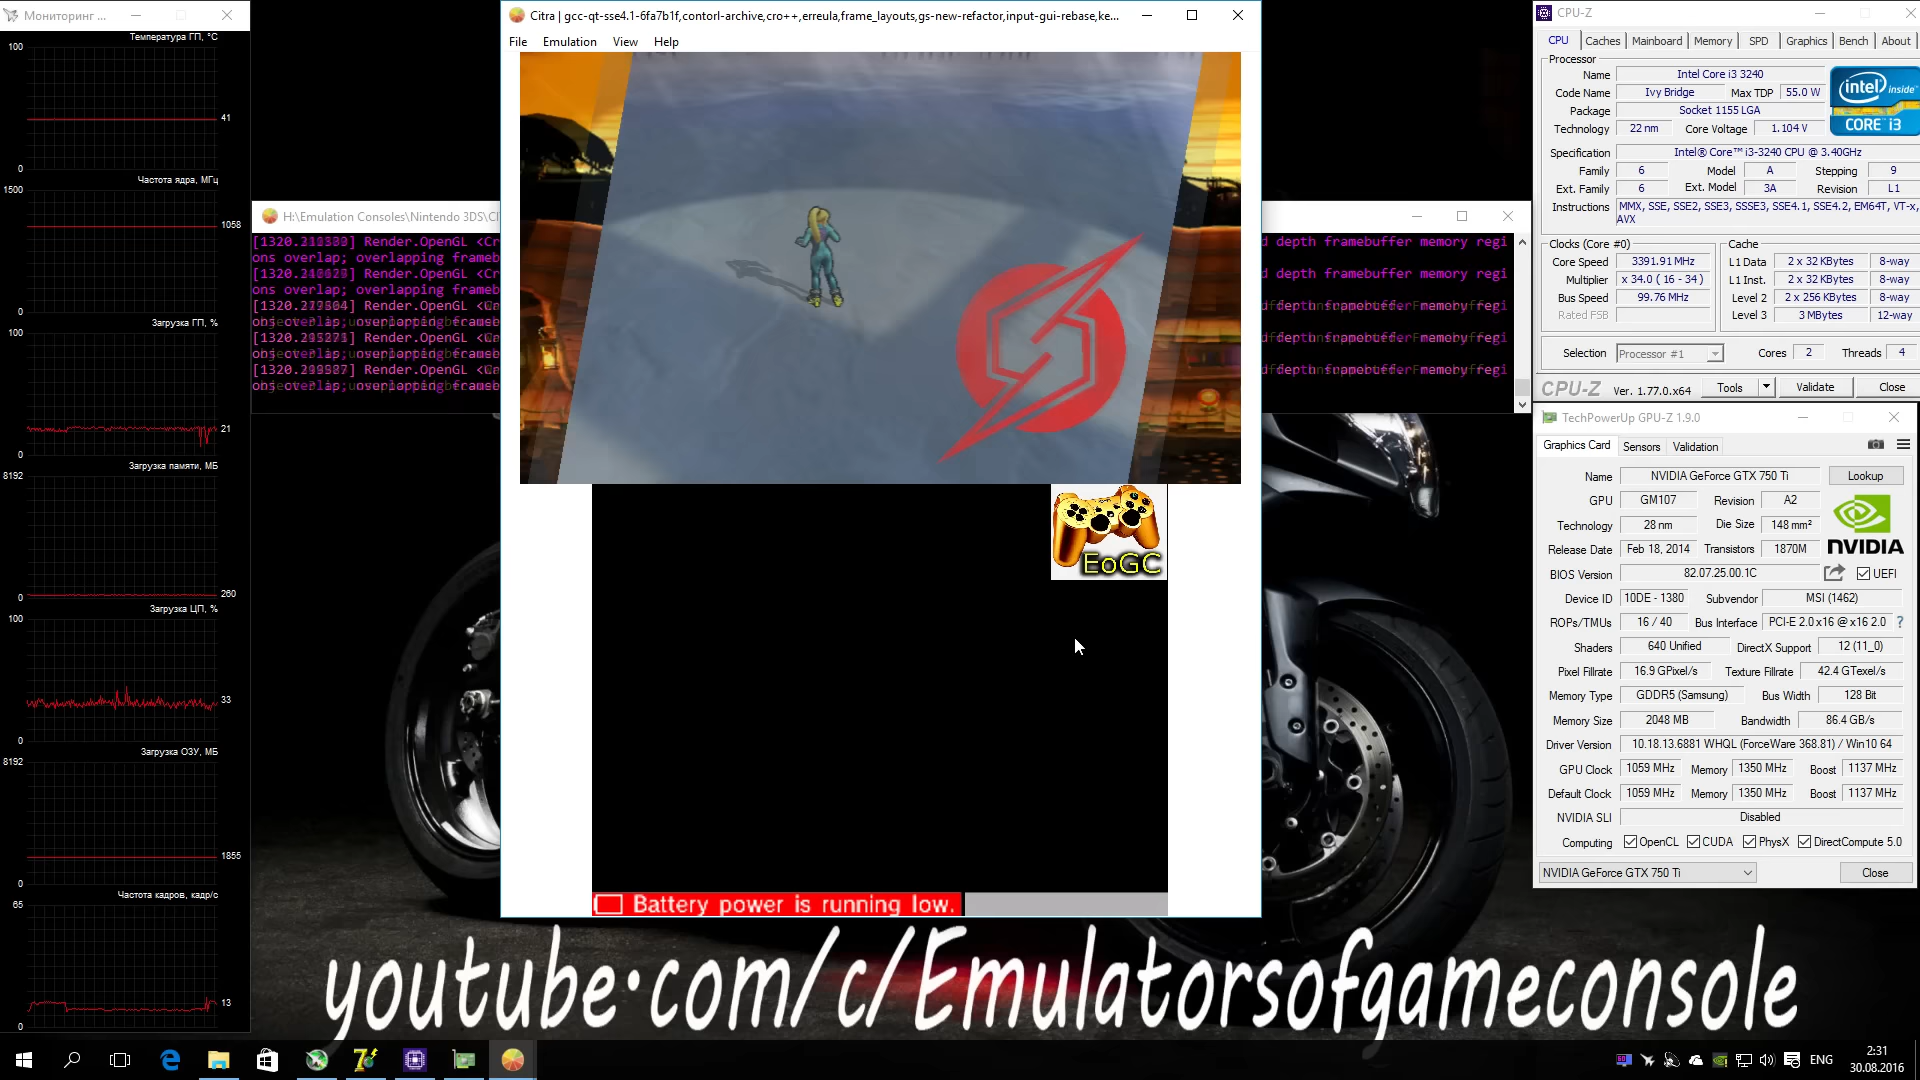 Мониторинг ...
Температура ГП, °C
100
41
0
Частота ядра, МГц
1500
1058
0
Загрузка ГП, %
100
21
0
Загрузка памяти, МБ
8192
260
0
Загрузка ЦП, %
100
33
0
Загрузка ОЗУ, МБ
8192
1855
0
Частота кадров, кадр/с
65
13
0
Citra | gcc-qt-sse4.1-6fa7b1f,contorl-archive,cro++,erreula,frame_layouts,gs-new-refactor,input-gui-rebase,ke...
File Emulation View Help
H:\Emulation Consoles\Nintendo 3DS\Ci
Render.OpenGL
d depth framebuffer memory regi
ons overlap; overlapping frameb
Render.OpenGL
d depth framebuffer memory regi
ons overlap; overlapping frameb
Render.OpenGL
Render.OpenGL
Render.OpenGL
EoGC
Battery power is running low.
CPU-Z
CPU Caches Mainboard Memory SPD Graphics Bench About
Processor
Name Intel Core i3 3240
Code Name Ivy Bridge Max TDP 55.0 W
Package Socket 1155 LGA
Technology 22 nm Core Voltage 1.104 V
intel inside
CORE i3
Specification Intel® Core™ i3-3240 CPU @ 3.40GHz
Family 6 Model A Stepping 9
Ext. Family 6 Ext. Model 3A Revision L1
Instructions MMX, SSE, SSE2, SSE3, SSSE3, SSE4.1, SSE4.2, EM64T, VT-x,
AVX
Clocks (Core #0) Cache
Core Speed 3391.91 MHz L1 Data 2 x 32 KBytes 8-way
Multiplier x 34.0 ( 16 - 34 ) L1 Inst. 2 x 32 KBytes 8-way
Bus Speed 99.76 MHz Level 2 2 x 256 KBytes 8-way
Rated FSB Level 3 3 MBytes 12-way
Selection Processor #1 Cores 2 Threads 4
CPU-Z Ver. 1.77.0.x64 Tools Validate Close
TechPowerUp GPU-Z 1.9.0
Graphics Card Sensors Validation
Name NVIDIA GeForce GTX 750 Ti Lookup
GPU GM107 Revision A2
Technology 28 nm Die Size 148 mm²
Release Date Feb 18, 2014 Transistors 1870M
NVIDIA
BIOS Version 82.07.25.00.1C UEFI
Device ID 10DE - 1380 Subvendor MSI (1462)
ROPs/TMUs 16 / 40 Bus Interface PCI-E 2.0 x16 @ x16 2.0 ?
Shaders 640 Unified DirectX Support 12 (11_0)
Pixel Fillrate 16.9 GPixel/s Texture Fillrate 42.4 GTexel/s
Memory Type GDDR5 (Samsung) Bus Width 128 Bit
Memory Size 2048 MB Bandwidth 86.4 GB/s
Driver Version 10.18.13.6881 WHQL (ForceWare 368.81) / Win10 64
GPU Clock 1059 MHz Memory 1350 MHz Boost 1137 MHz
Default Clock 1059 MHz Memory 1350 MHz Boost 1137 MHz
NVIDIA SLI Disabled
Computing OpenCL CUDA PhysX DirectCompute 5.0
NVIDIA GeForce GTX 750 Ti Close
youtube.com/c/Emulatorsofgameconsole
ENG
2:31
30.08.2016